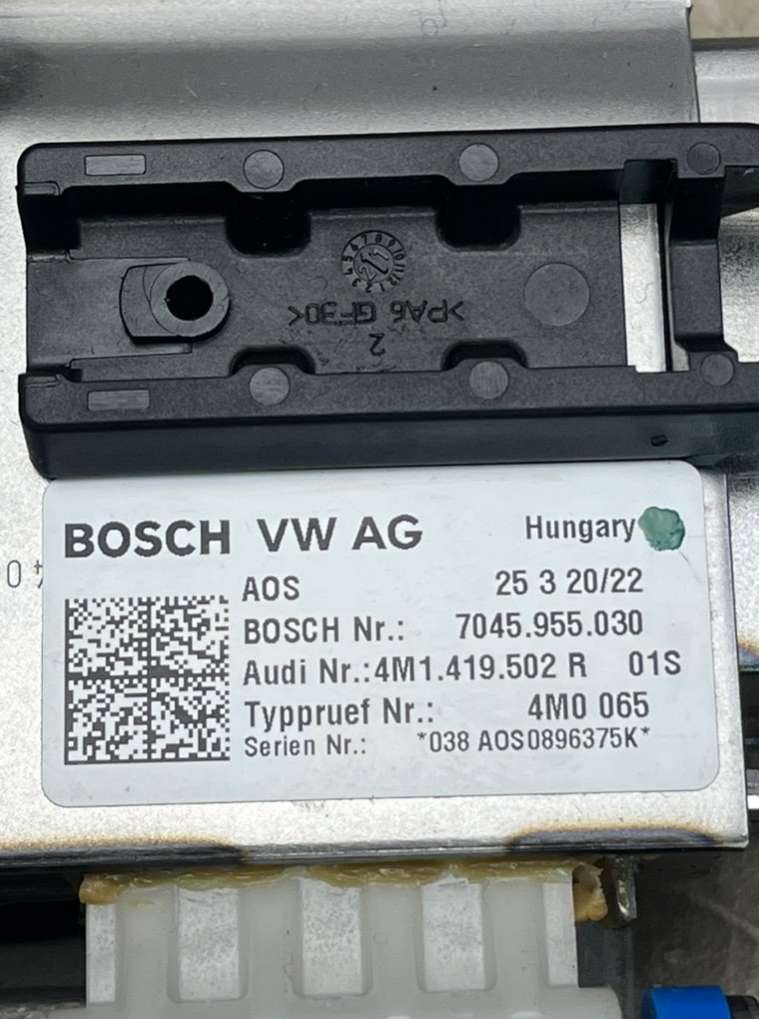 >PA6 GF30<
2
BOSCH VW AG Hungary
AOS 25 3 20/22
BOSCH Nr.: 7045.955.030
Audi Nr.:4M1.419.502 R 01S
Typpruef Nr.: 4M0 065
Serien Nr.: *038 AOS0896375K*